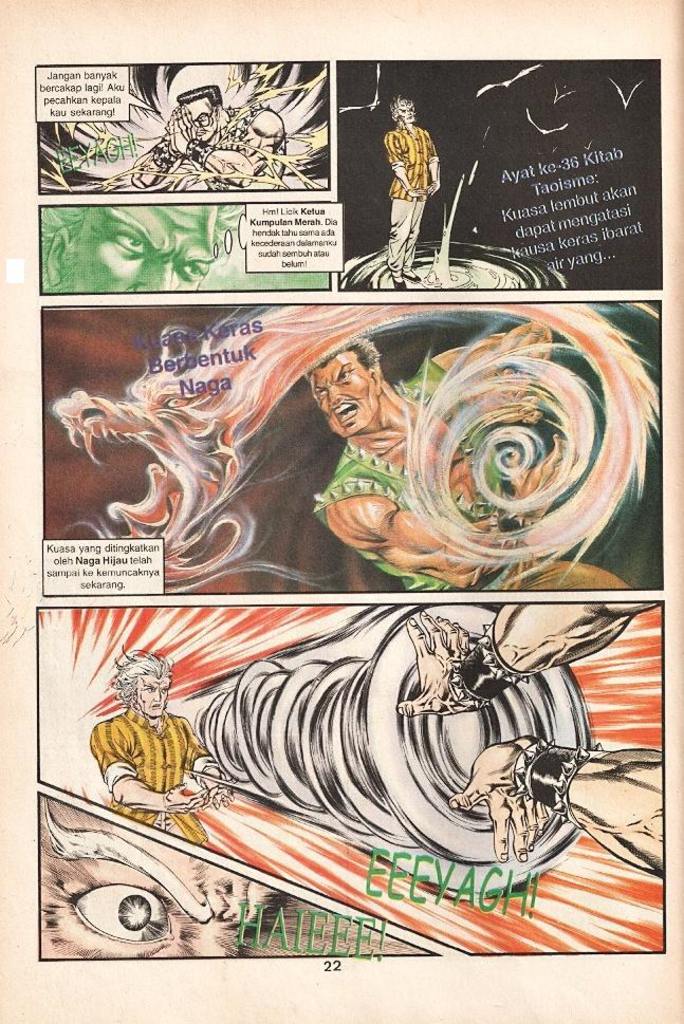 Jangan banyak
bercakap lagi! Aku
pecahkan kepala
kau sekarang!
EEYAGH!
Ayat ke-36 Kitab
Taoisme:
Kuasa lembut akan
dapat mengatasi
kausa keras ibarat
air yang...
Hm! Licik Ketua
Kumpulan Merah. Dia
hendak tahu sama ada
kecederaan dalamanku
sudah sembuh atau
belum!
Kuasa Keras
Berbentuk
Naga
Kuasa yang ditingkatkan
oleh Naga Hijau telah
sampai ke kemuncaknya
sekarang.
EEEYAGH!
HAIEEE!
22